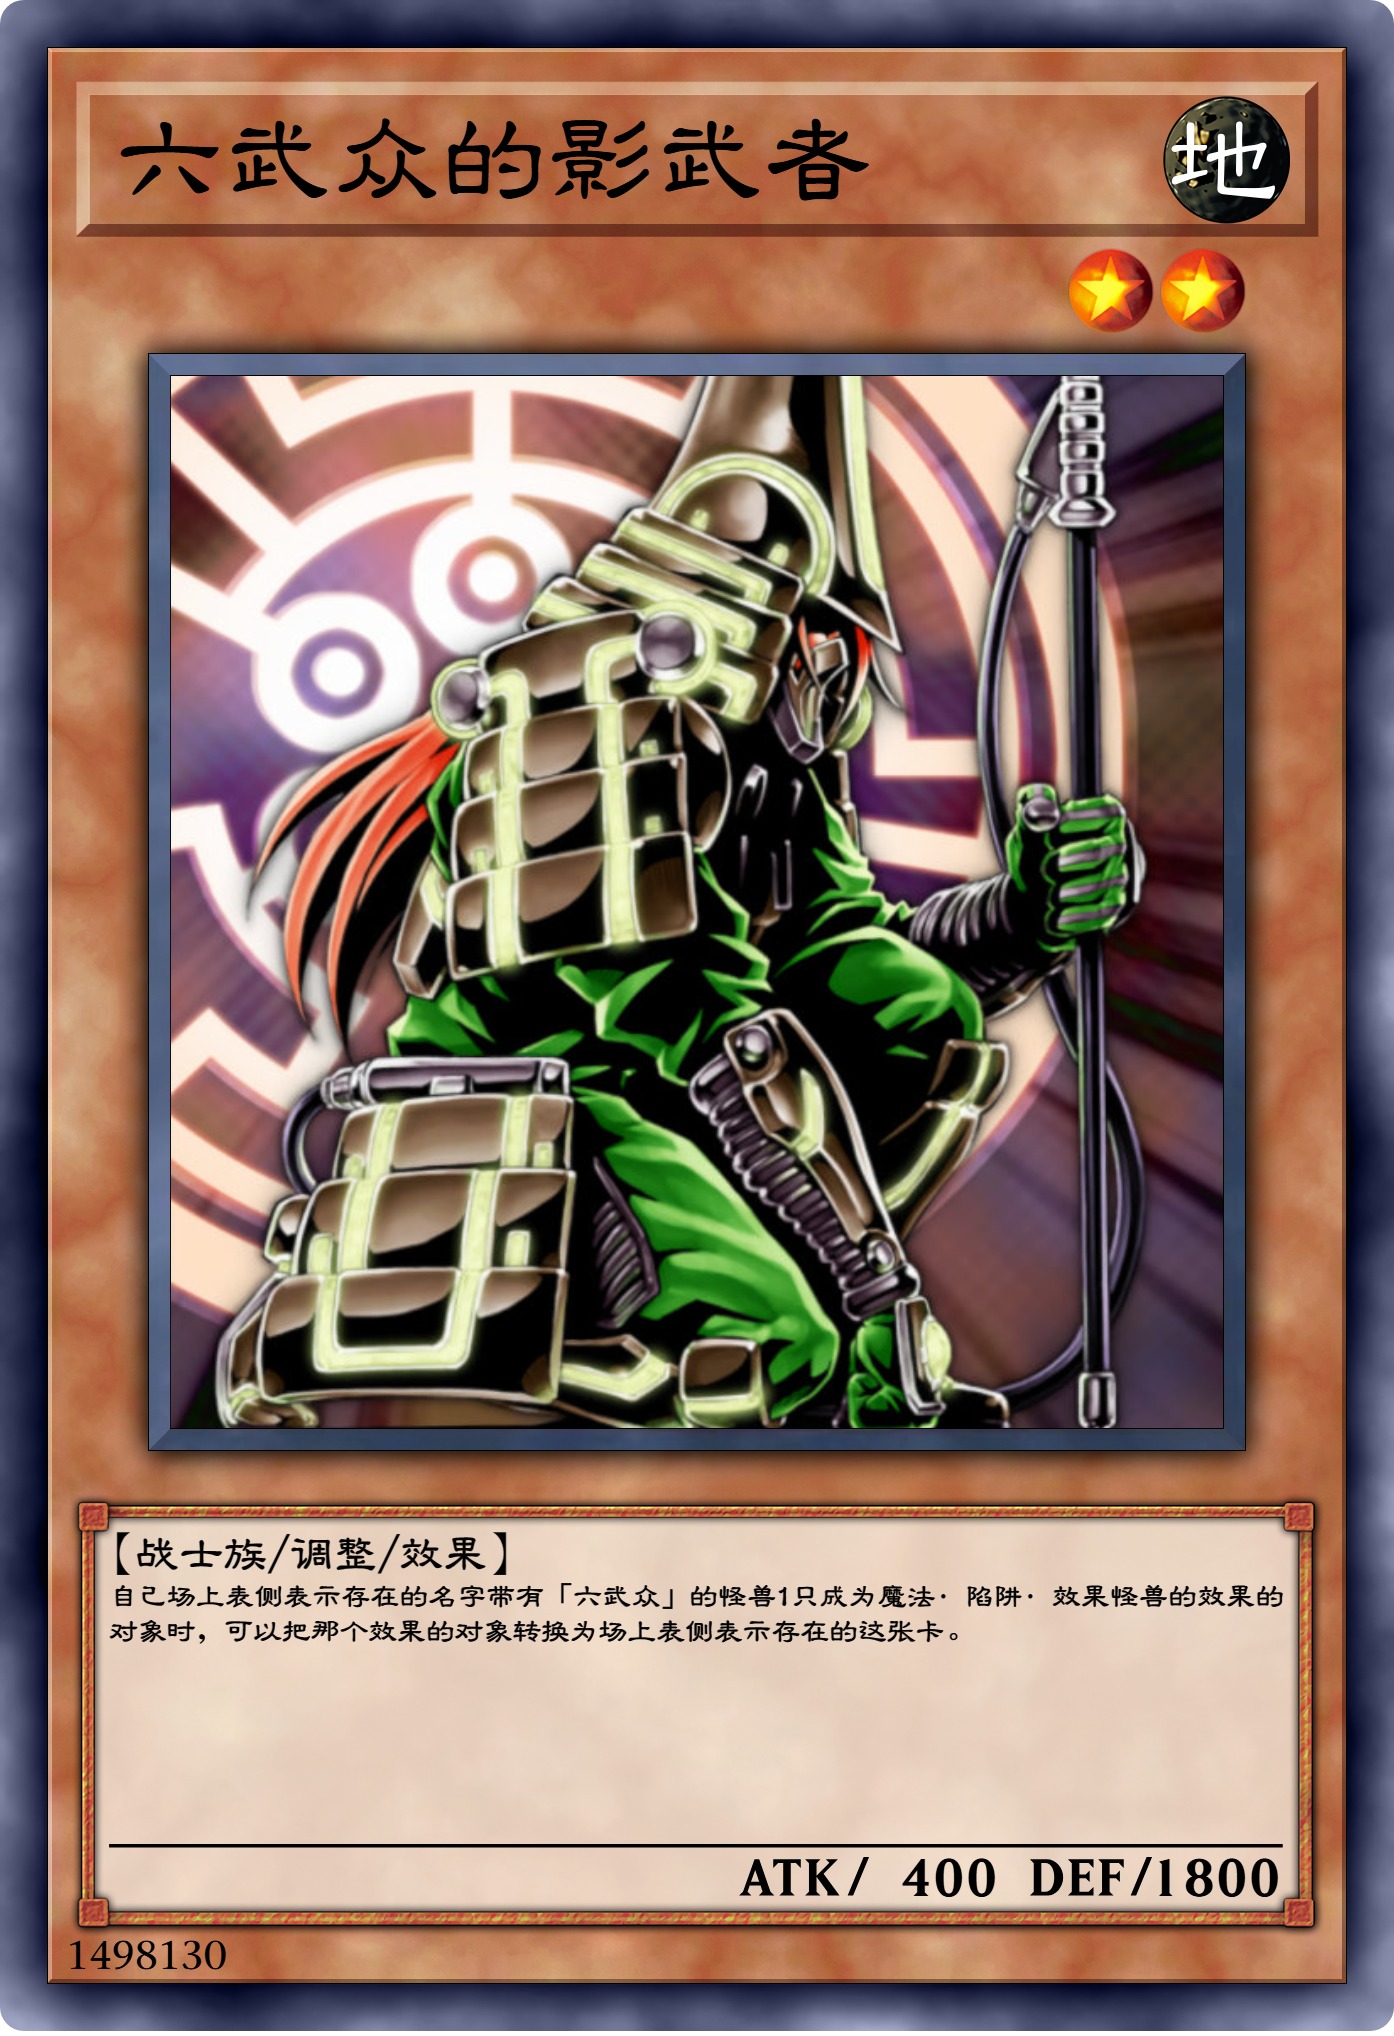 六武众的影武者
地
【战士族/调整/效果】
自己场上表侧表示存在的名字带有「六武众」的怪兽1只成为魔法·陷阱·效果怪兽的效果的
对象时，可以把那个效果的对象转换为场上表侧表示存在的这张卡。
ATK/ 400 DEF/1800
1498130